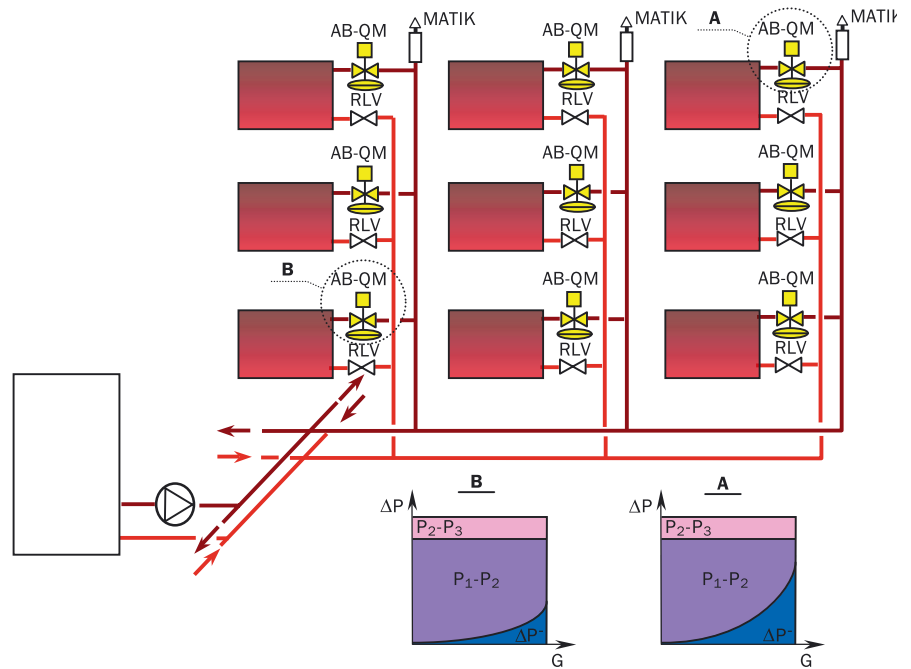 MATIK
MATIK
MATIK
A
AB-QM
AB-QM
AB-QM
RLV
RLV
RLV
AB-QM
AB-QM
AB-QM
RLV
RLV
RLV
B
AB-QM
AB-QM
AB-QM
RLV
RLV
RLV
B
A
ΔP
ΔP
P₂-P₃
P₂-P₃
P₁-P₂
P₁-P₂
ΔP-
ΔP-
G
G